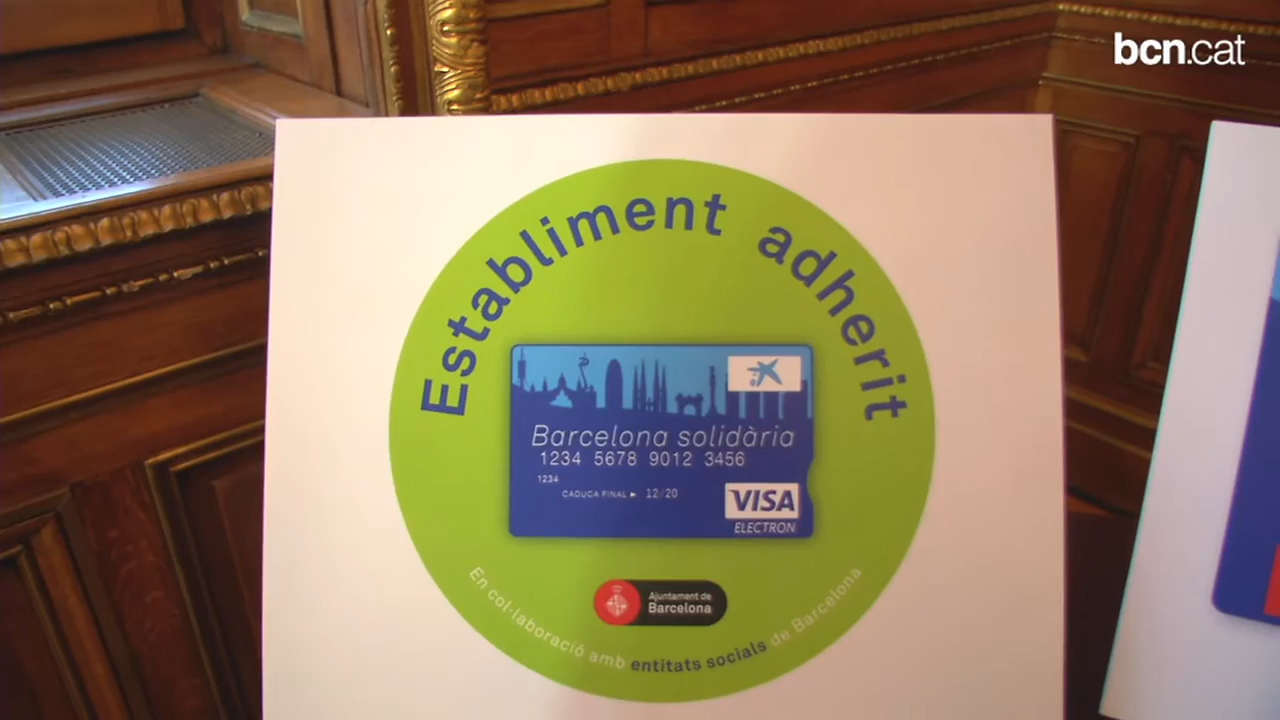 bcn.cat
Establiment adherit
Barcelona solidària
1234 5678 9012 3456
1234
CADUCA FINAL ► 12/20
VISA
ELECTRON
Ajuntament de
Barcelona
En col·laboració amb entitats socials de Barcelona